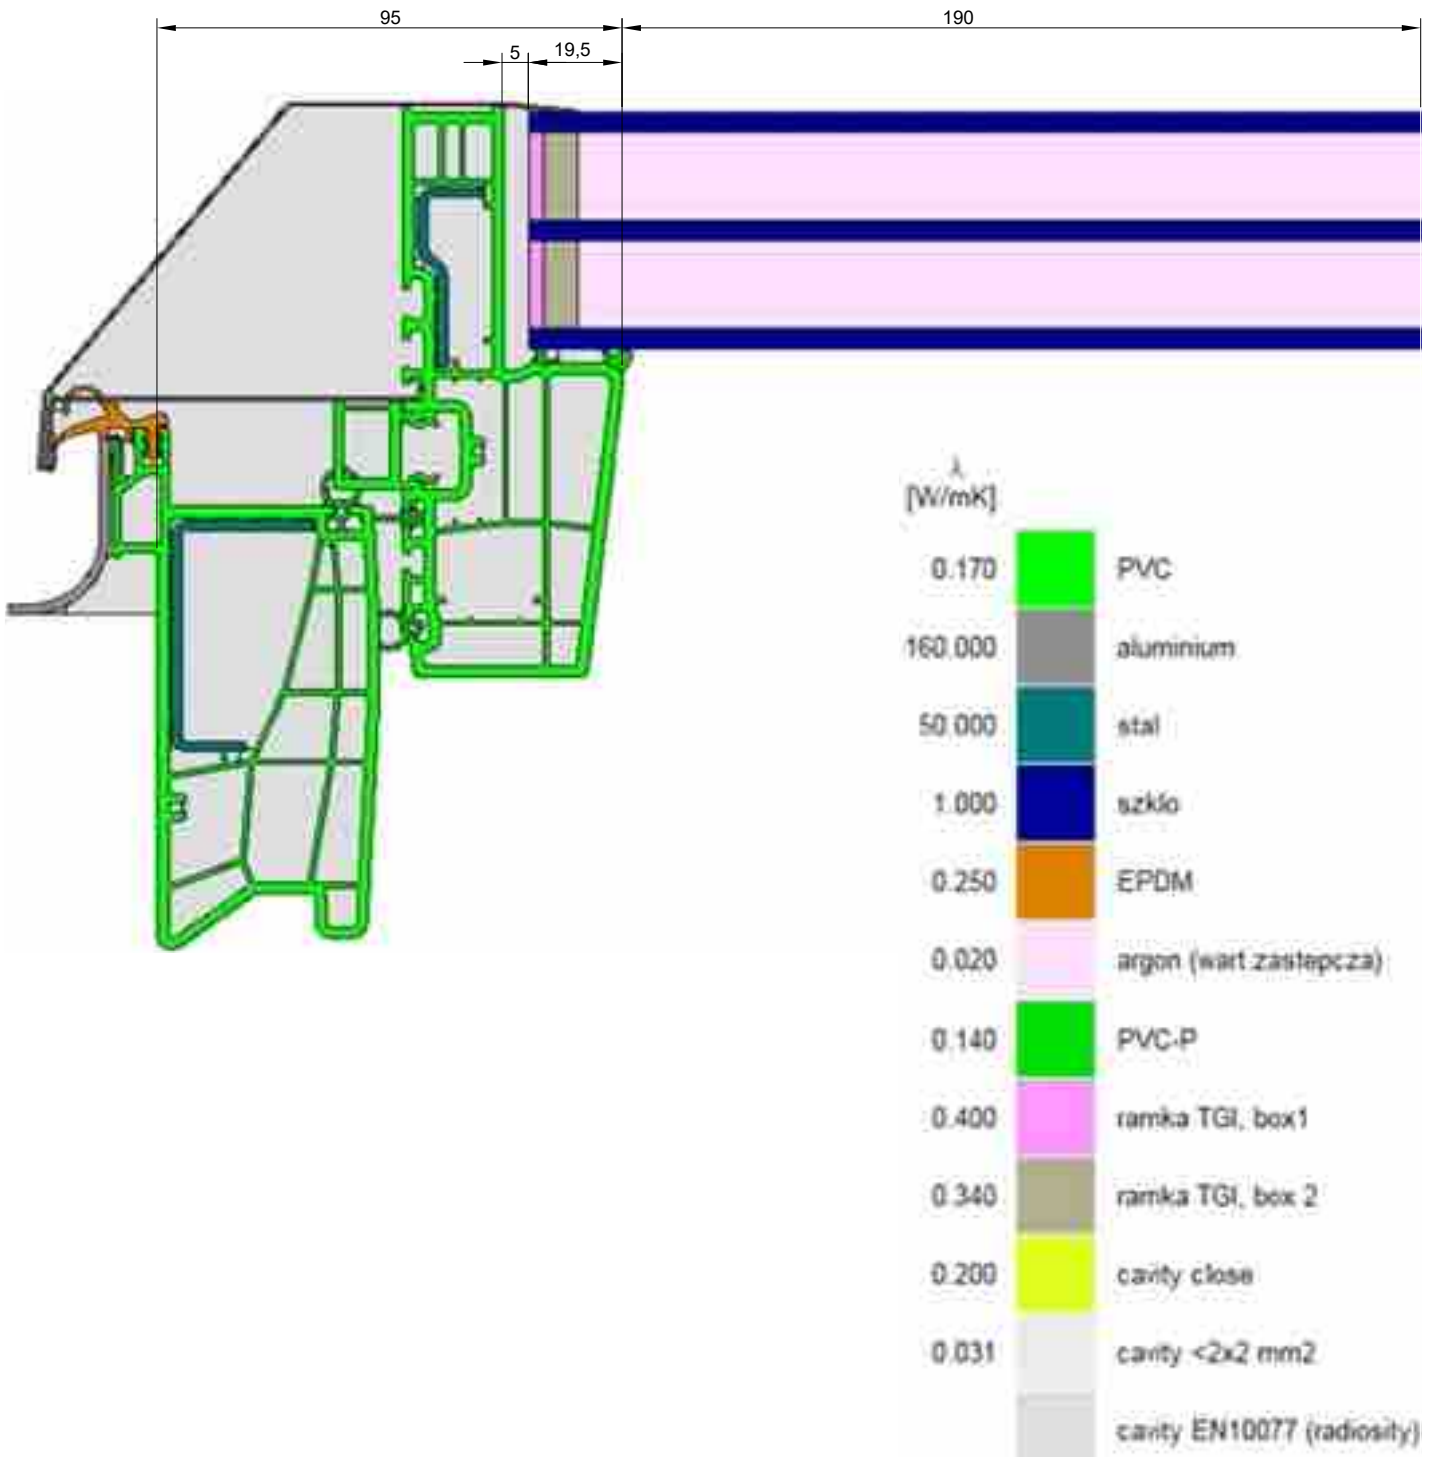 95
190
5
19,5
λ
[W/mK]
0.170 PVC
160.000 aluminium
50.000 stal
1.000 szklo
0.250 EPDM
0.020 argon (wart.zastepcza)
0.140 PVC-P
0.400 ramka TGI, box1
0.340 ramka TGI, box 2
0.200 cavity close
0.031 cavity <2x2 mm2
cavity EN10077 (radiosity)